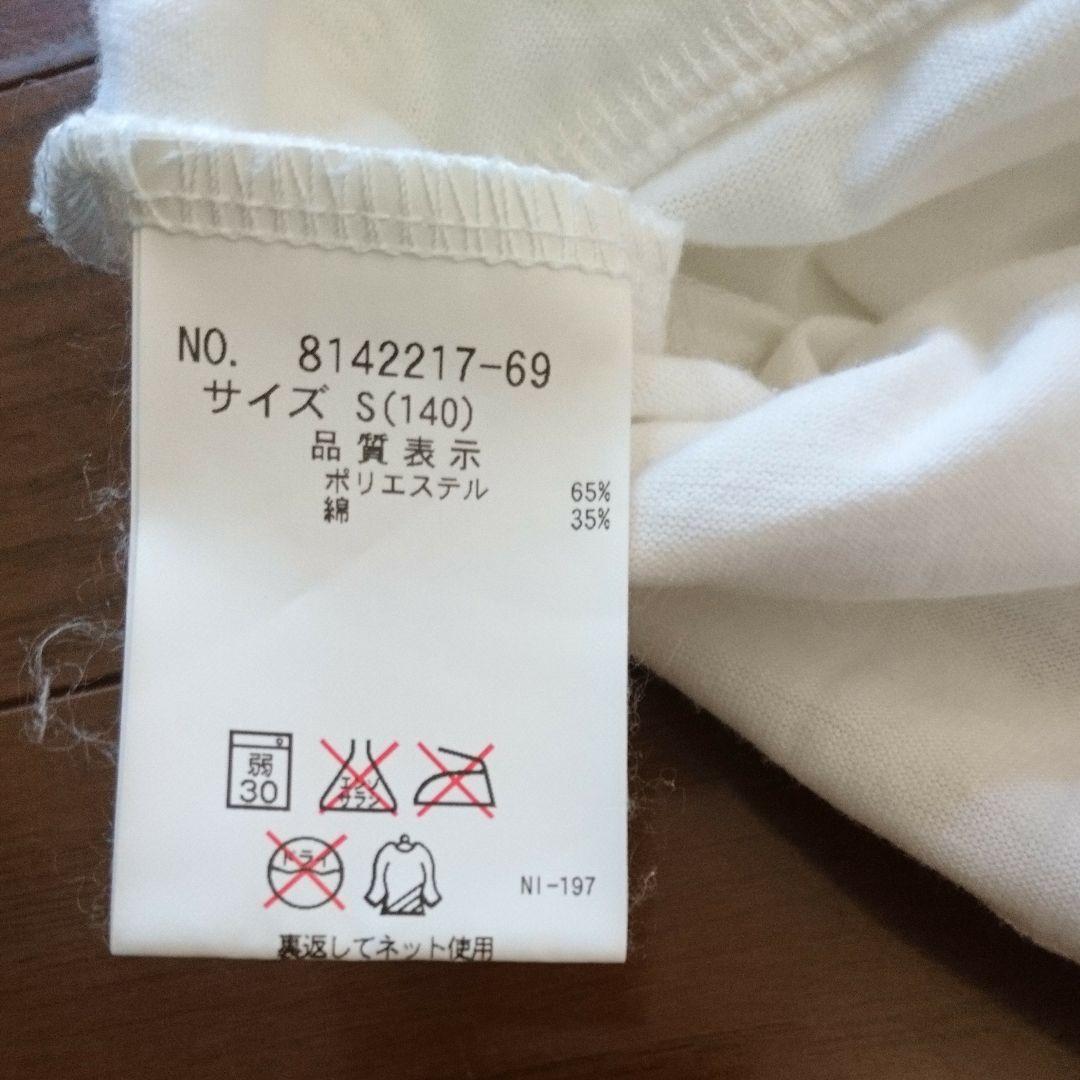 NO. 8142217-69
サイズ S(140)
品質表示
ポリエステル 65%
綿 35%
弱
30
エンソ
サラシ
ドライ
NI-197
裏返してネット使用